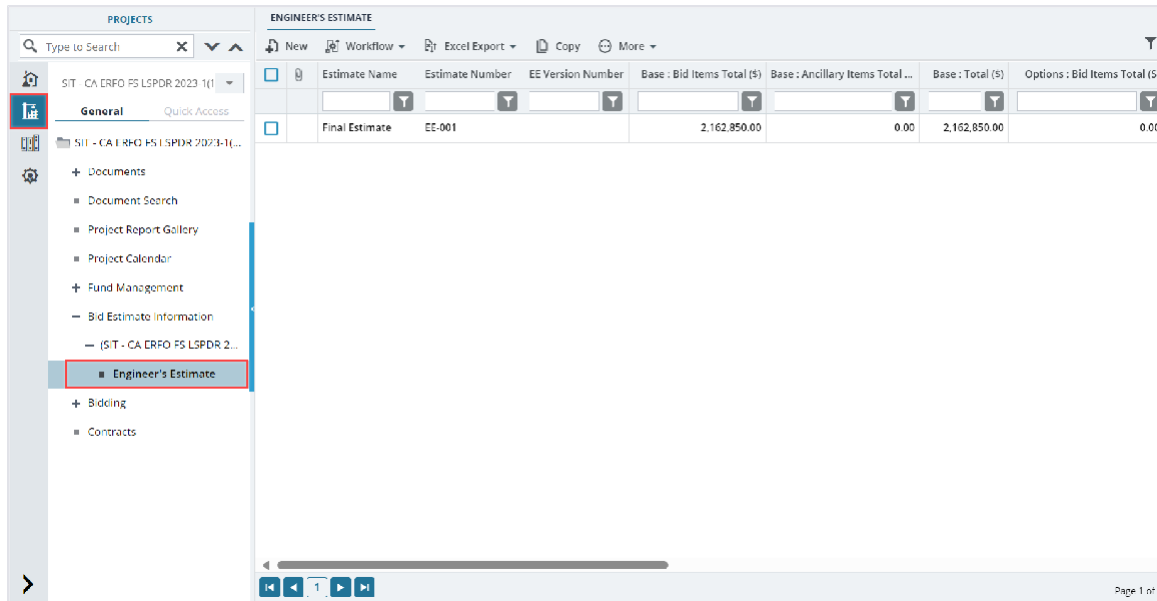 PROJECTS
Type to Search
SIT - CA ERFO FS LSPDR 2023-1(1
General Quick Access
SIT - CA ERFO FS LSPDR 2023-1(...
Documents
Document Search
Project Report Gallery
Project Calendar
Fund Management
Bid Estimate Information
(SIT - CA ERFO FS LSPDR 2...
Engineer's Estimate
Bidding
Contracts
ENGINEER'S ESTIMATE
New Workflow Excel Export Copy More
Estimate Name Estimate Number EE Version Number Base : Bid Items Total ($) Base : Ancillary Items Total ... Base : Total ($) Options : Bid Items Total ($
Final Estimate EE-001 2,162,850.00 0.00 2,162,850.00 0.00
1
Page 1 of